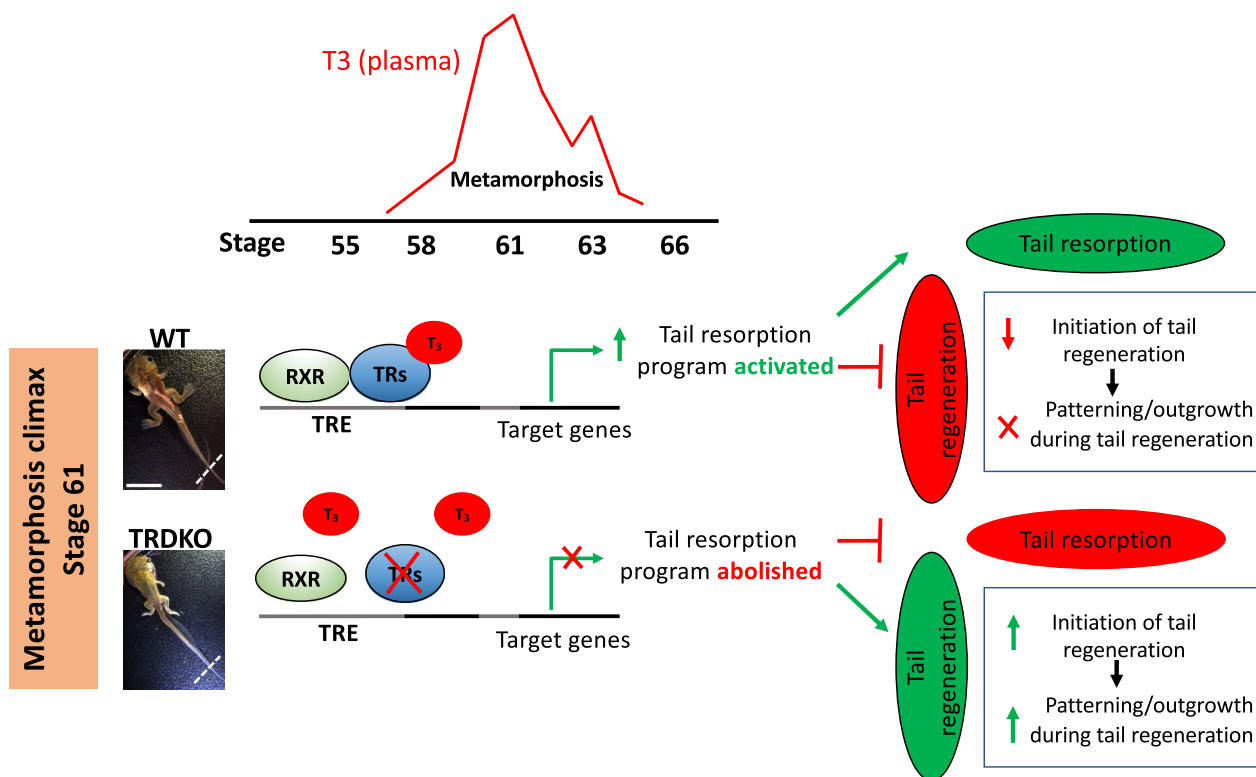 T3 (plasma)
Metamorphosis
Stage 55 58 61 63 66
Metamorphosis climax
Stage 61
WT
RXR
TRs
T3
TRE
Target genes
Tail resorption
program activated
Tail resorption
Tail
regeneration
Initiation of tail
regeneration
Patterning/outgrowth
during tail regeneration
TRDKO
T3
T3
RXR
TRs
TRE
Target genes
Tail resorption
program abolished
Tail resorption
Tail
regeneration
Initiation of tail
regeneration
Patterning/outgrowth
during tail regeneration